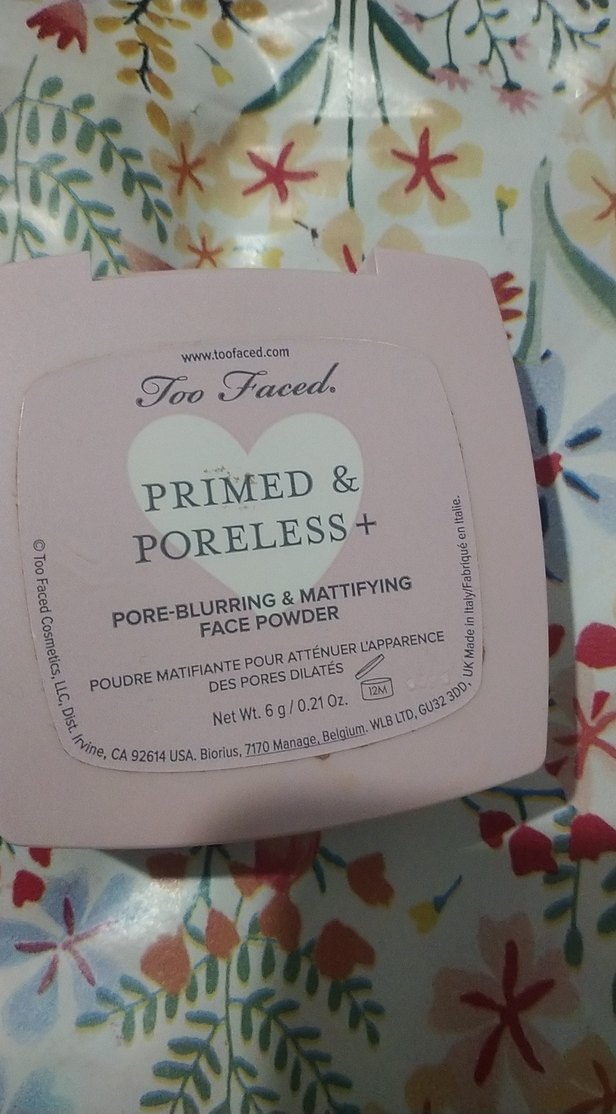 www.toofaced.com
Too Faced.
PRIMED &
PORELESS+
PORE-BLURRING & MATTIFYING
FACE POWDER
POUDRE MATIFIANTE POUR ATTÉNUER L'APPARENCE
DES PORES DILATÉS
12M
Net Wt. 6 g / 0.21 Oz.
© Too Faced Cosmetics, LLC, Dist. Irvine, CA 92614 USA. Biorius, 7170 Manage, Belgium. WLB LTD, GU32 3DD, UK Made in Italy/Fabriqué en Italie.